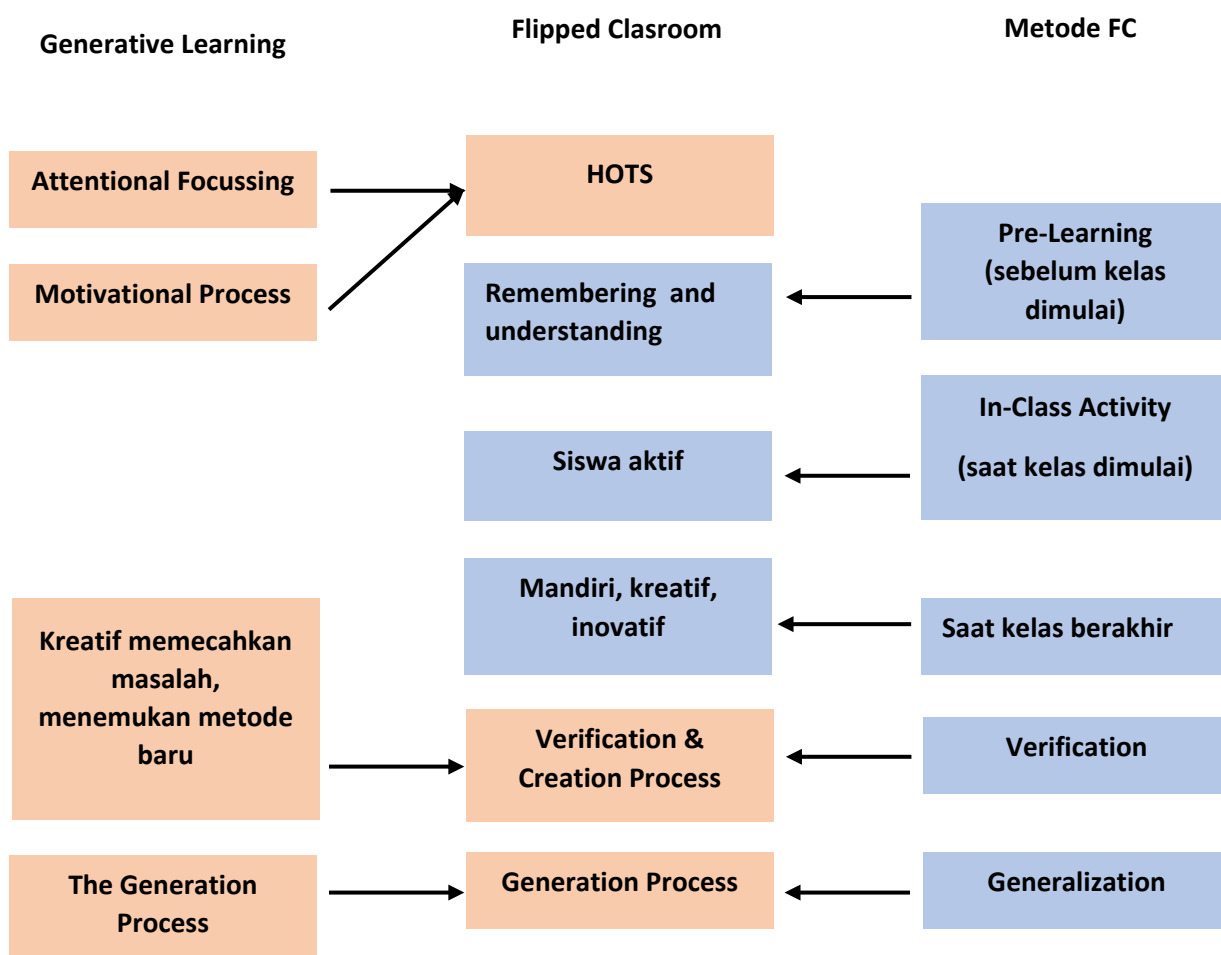 Generative Learning
Flipped Clasroom
Metode FC
Attentional Focussing
Motivational Process
Kreatif memecahkan
masalah,
menemukan metode
baru
The Generation
Process
HOTS
Remembering and
understanding
Siswa aktif
Mandiri, kreatif,
inovatif
Verification &
Creation Process
Generation Process
Pre-Learning
(sebelum kelas
dimulai)
In-Class Activity
(saat kelas dimulai)
Saat kelas berakhir
Verification
Generalization